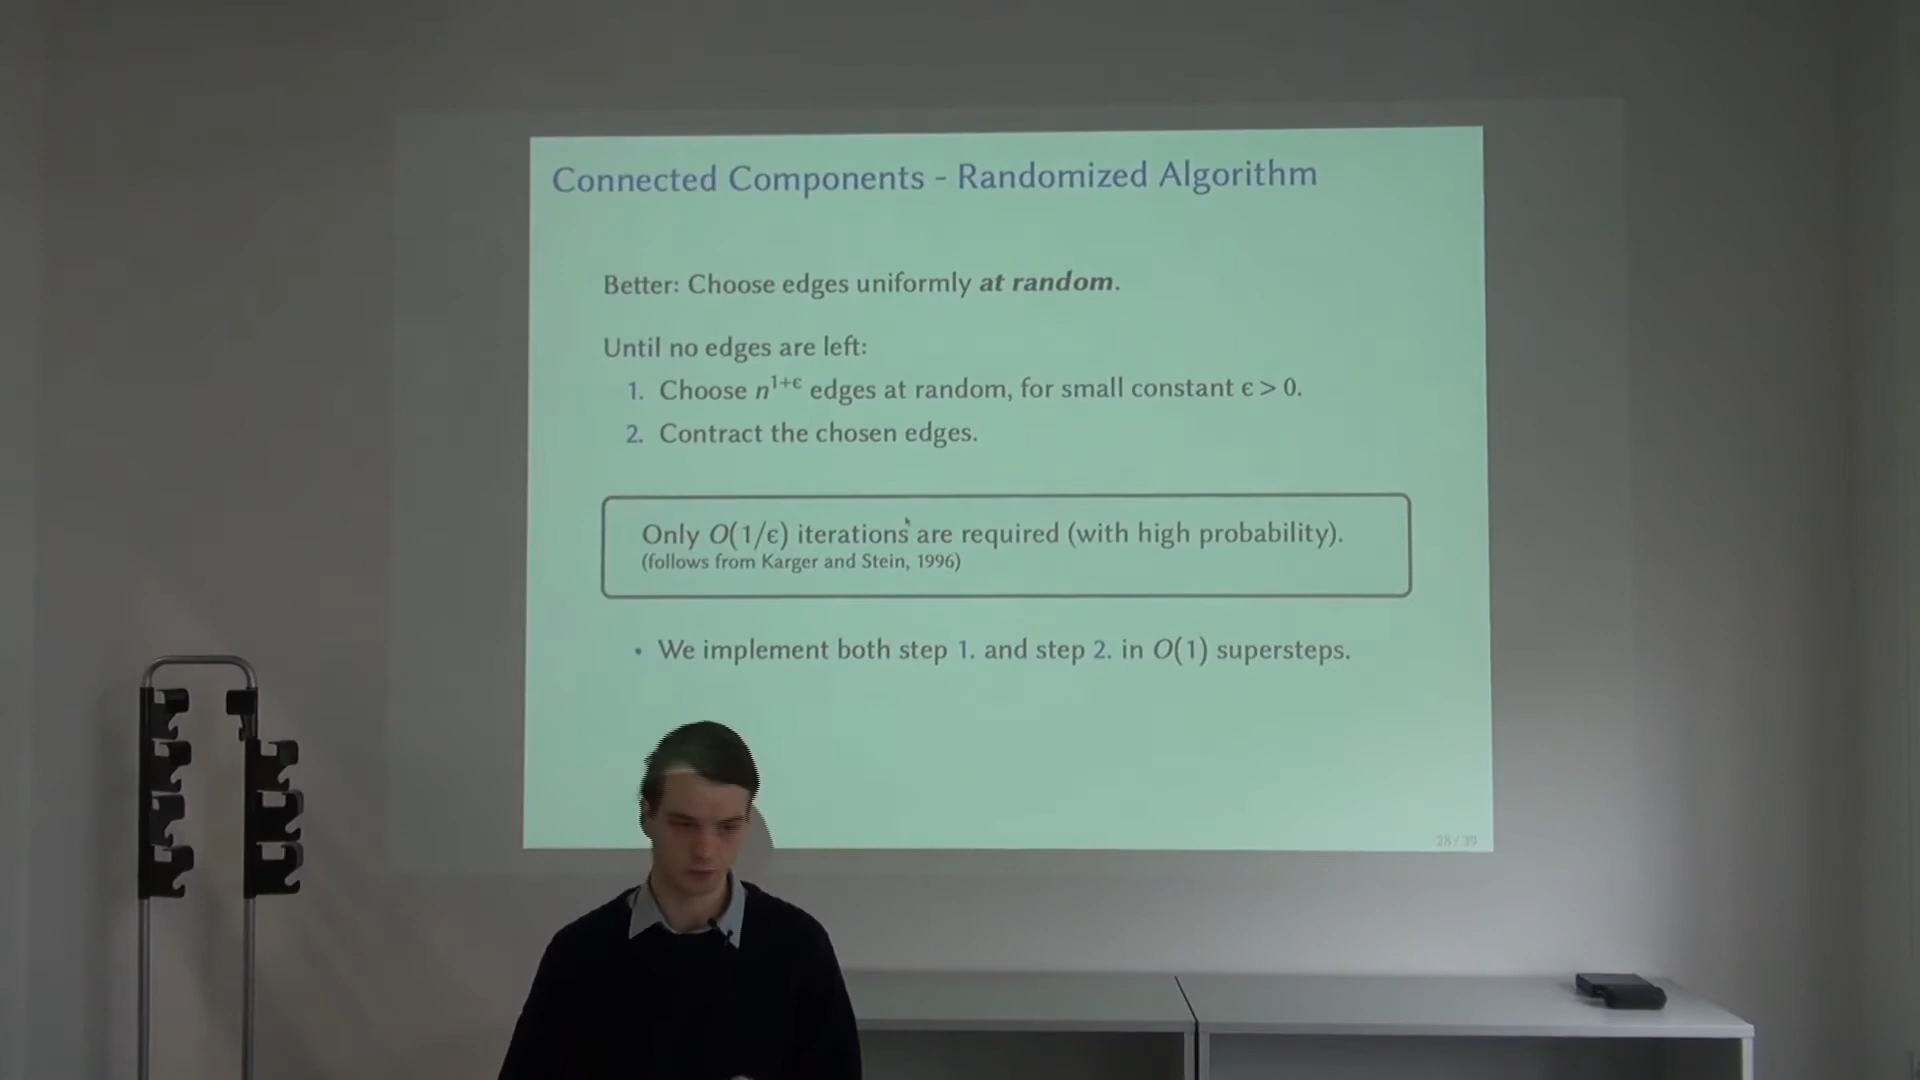 Connected Components - Randomized Algorithm
Better: Choose edges uniformly at random.
Until no edges are left:
1. Choose n^{1+ϵ} edges at random, for small constant ϵ > 0.
2. Contract the chosen edges.
Only O(1/ϵ) iterations are required (with high probability).
(follows from Karger and Stein, 1996)
• We implement both step 1. and step 2. in O(1) supersteps.
28 / 39